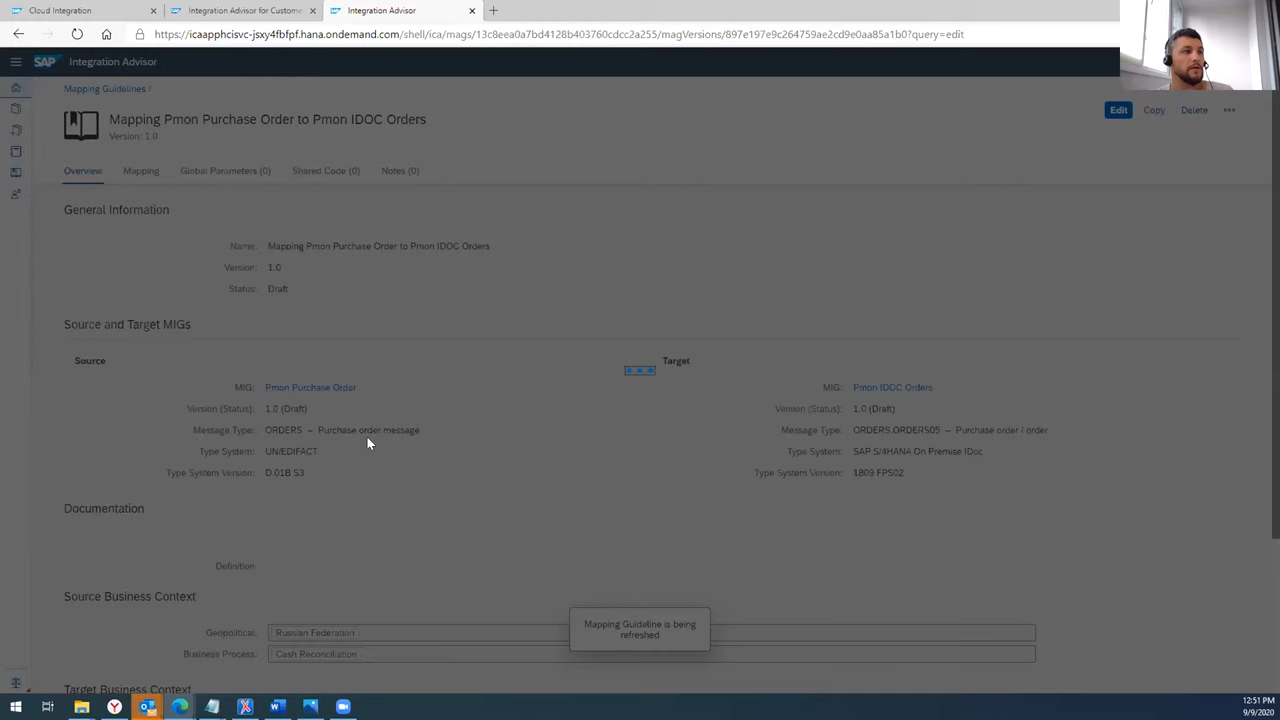 Cloud Integration
Integration Advisor for Custome
Integration Advisor
https://icaapphcisvc-jsxy4fbfpf.hana.ondemand.com/shell/ica/mags/13c8eea0a7bd4128b403760cdcc2a255/magVersions/897e197e9c264759ae2cd9e0aa85a1b0?query=edit
SAP Integration Advisor
Mapping Guidelines /
Mapping Pmon Purchase Order to Pmon IDOC Orders
Version: 1.0
Edit Copy Delete
Overview Mapping Global Parameters (0) Shared Code (0) Notes (0)
General Information
Name: Mapping Pmon Purchase Order to Pmon IDOC Orders
Version: 1.0
Status: Draft
Source and Target MIGs
Source Target
MIG: Pmon Purchase Order MIG: Pmon IDOC Orders
Version (Status): 1.0 (Draft) Version (Status): 1.0 (Draft)
Message Type: ORDERS – Purchase order message Message Type: ORDERS.ORDERS05 – Purchase order / order
Type System: UN/EDIFACT Type System: SAP S/4HANA On Premise IDoc
Type System Version: D.01B S3 Type System Version: 1809 FPS02
Documentation
Definition:
Source Business Context
Mapping Guideline is being
refreshed
Geopolitical: Russian Federation
Business Process: Cash Reconciliation
Target Business Context
12:51 PM
9/9/2020